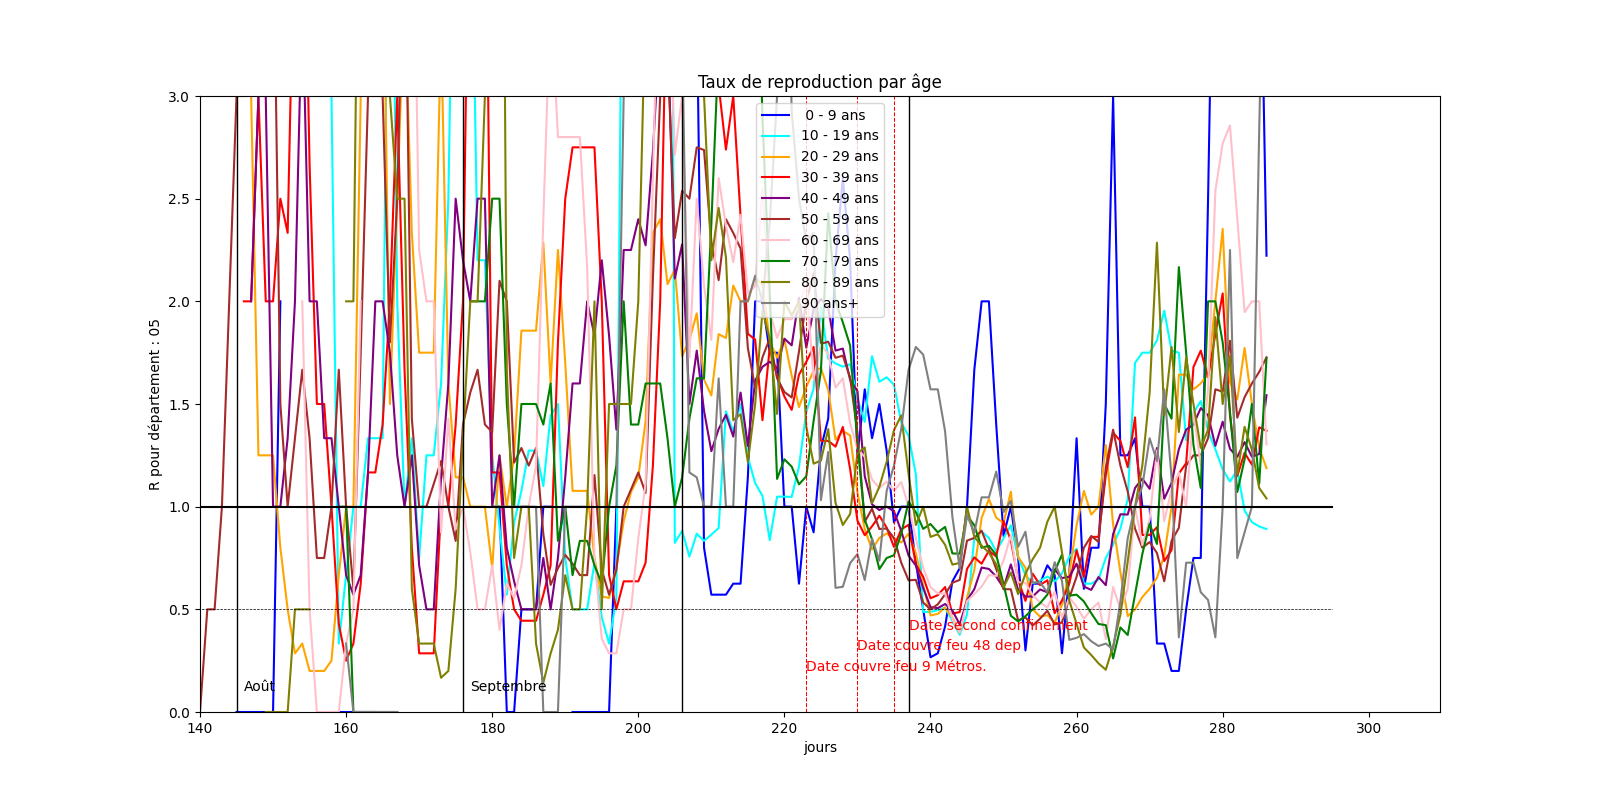 Taux de reproduction par âge
3.0
2.5
2.0
1.5
1.0
0.5
0.0
R pour département : 05
0 - 9 ans
10 - 19 ans
20 - 29 ans
30 - 39 ans
40 - 49 ans
50 - 59 ans
60 - 69 ans
70 - 79 ans
80 - 89 ans
90 ans+
Date second confinement
Date couvre feu 48 dep
Date couvre feu 9 Métros.
Août
Septembre
140 160 180 200 220 240 260 280 300
jours